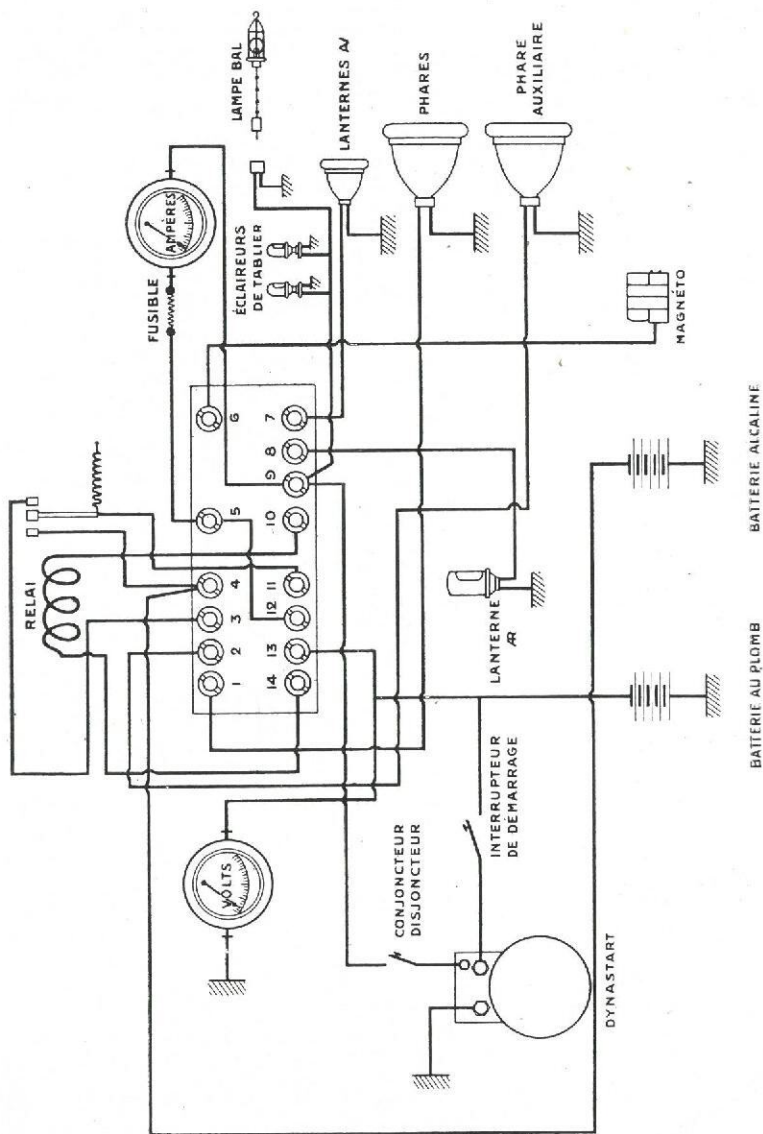 LAMPE BAL
LANTERNES AV
PHARES
PHARE
AUXILIAIRE
AMPÈRES
FUSIBLE
ÉCLAIREURS
DE TABLIER
MAGNÉTO
RELAI
1
2
3
4
5
6
14
13
12
11
10
9
8
7
LANTERNE
AR
BATTERIE ALCALINE
BATTERIE AU PLOMB
VOLTS
CONJONCTEUR
DISJONCTEUR
INTERRUPTEUR
DE DÉMARRAGE
DYNASTART